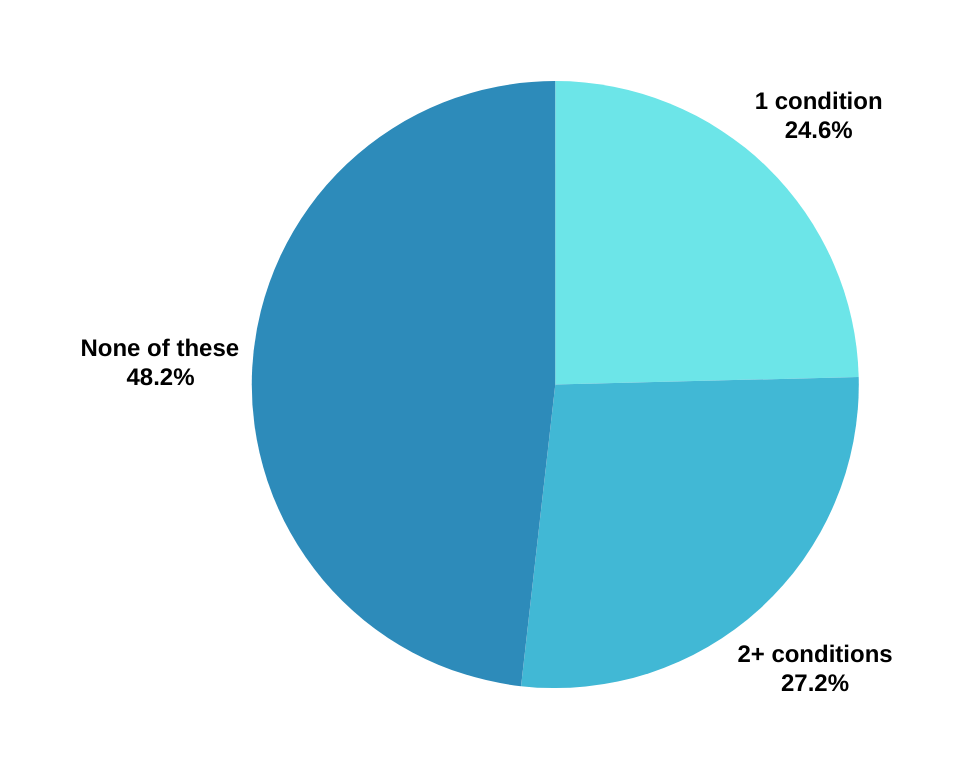 1 condition
24.6%
None of these
48.2%
2+ conditions
27.2%